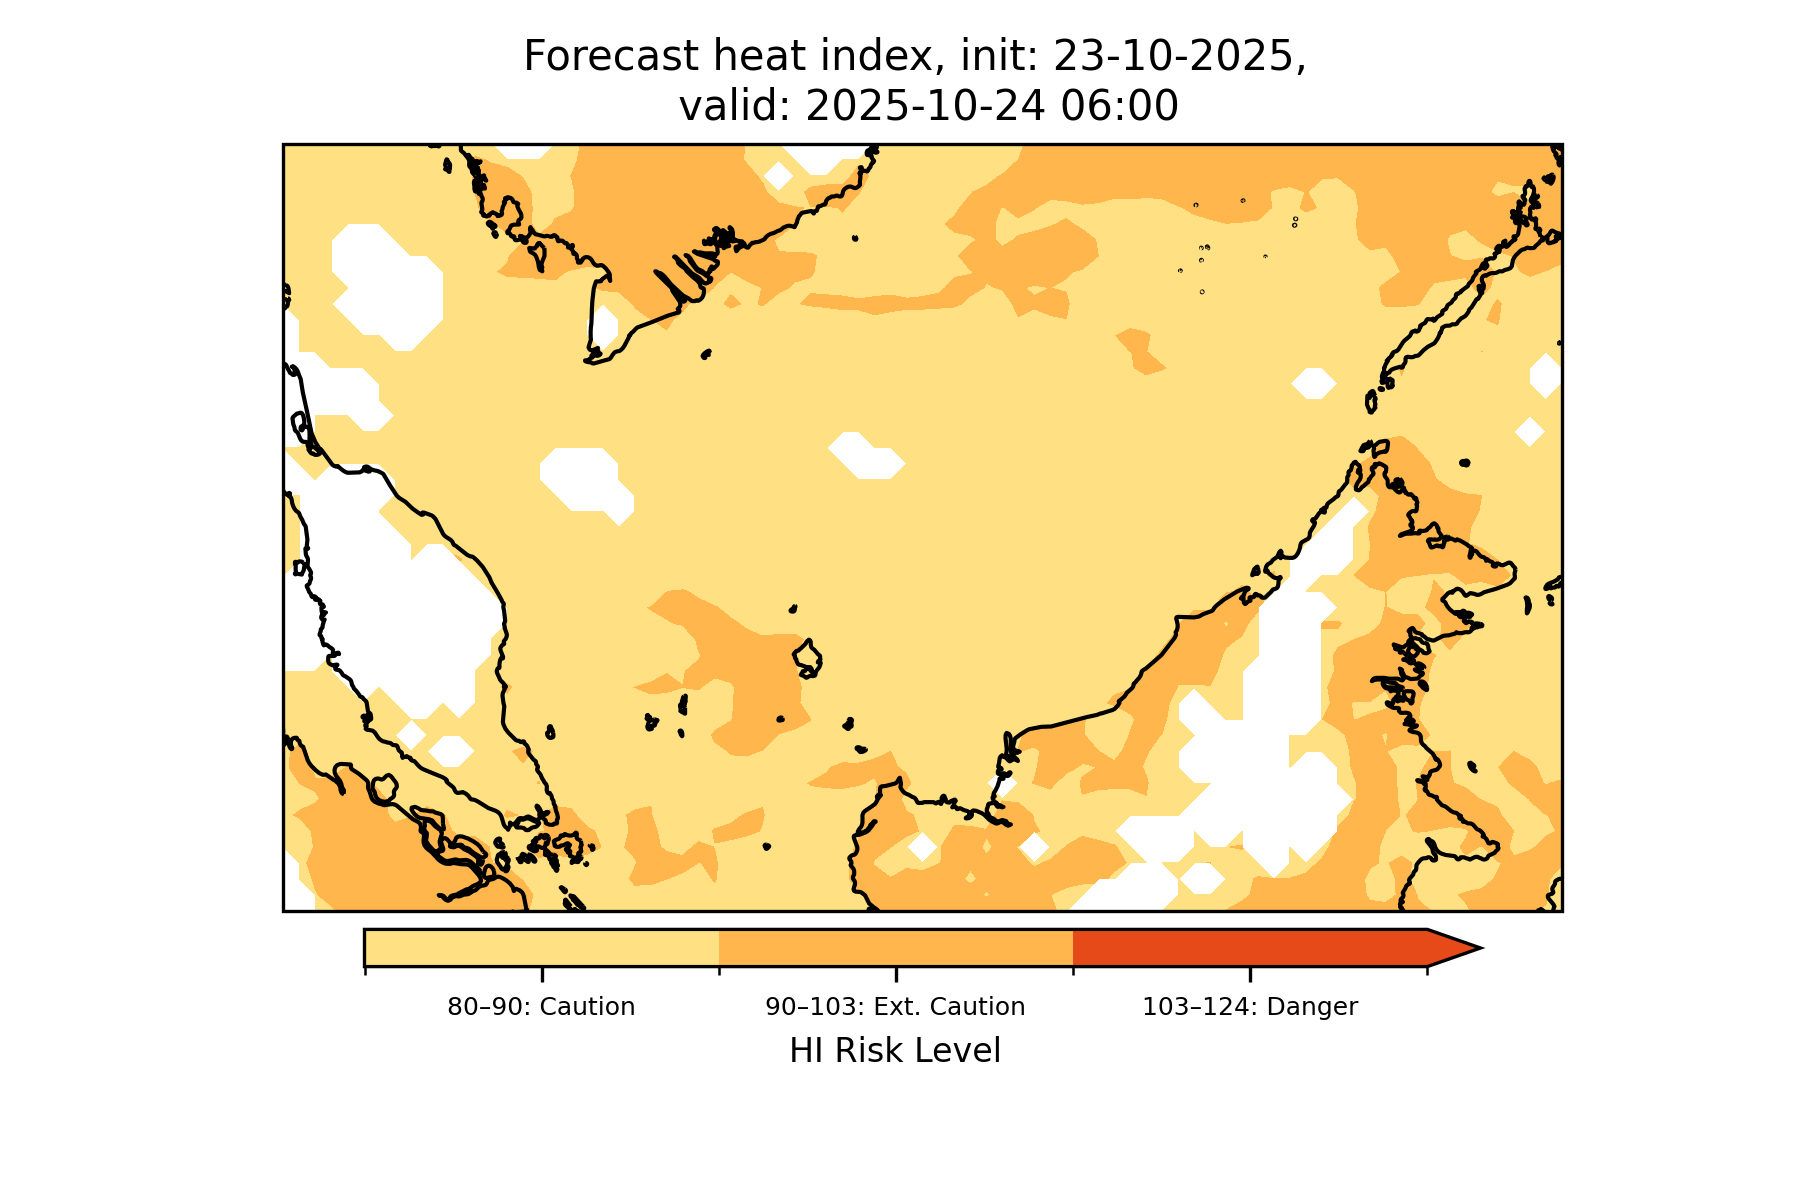 Forecast heat index, init: 23-10-2025,
valid: 2025-10-24 06:00
80–90: Caution
90–103: Ext. Caution
103–124: Danger
HI Risk Level